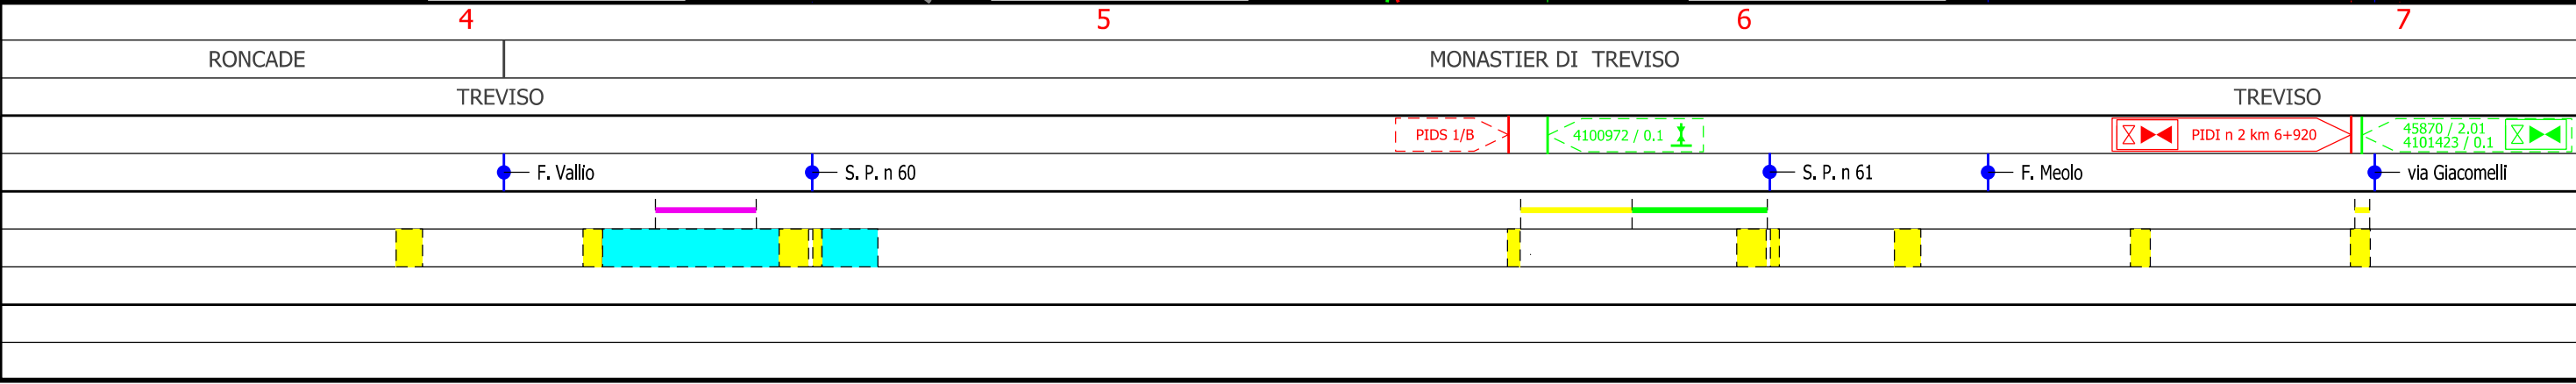 4 5 6 7
RONCADE MONASTIER DI TREVISO
TREVISO TREVISO
PIDS 1/B 4100972 / 0.1 PIDI n 2 km 6+920 45870 / 2.01
4101423 / 0.1
F. Vallio S. P. n 60 S. P. n 61 F. Meolo via Giacomelli